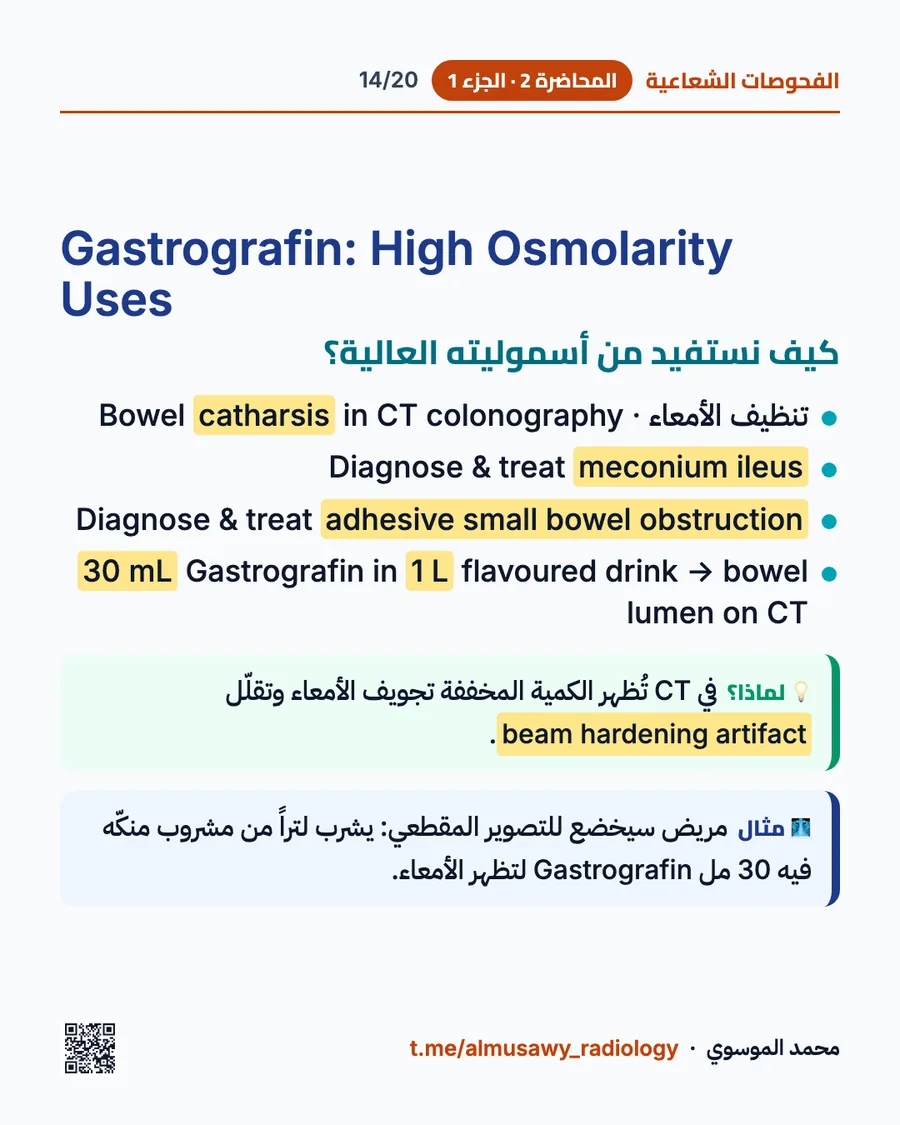 الفحوصات الشعاعية المحاضرة 2 · الجزء 1 14/20
Gastrografin: High Osmolarity
Uses
كيف نستفيد من أسموليته العالية؟
Bowel catharsis in CT colonography · تنظيف الأمعاء
Diagnose & treat meconium ileus
Diagnose & treat adhesive small bowel obstruction
30 mL Gastrografin in 1 L flavoured drink → bowel
lumen on CT
💡 لماذا؟ في CT تُظهر الكمية المخففة تجويف الأمعاء وتقلّل
beam hardening artifact.
🩻 مثال مريض سيخضع للتصوير المقطعي: يشرب لتراً من مشروب منكّه
فيه 30 مل Gastrografin لتظهر الأمعاء.
محمد الموسوي · t.me/almusawy_radiology